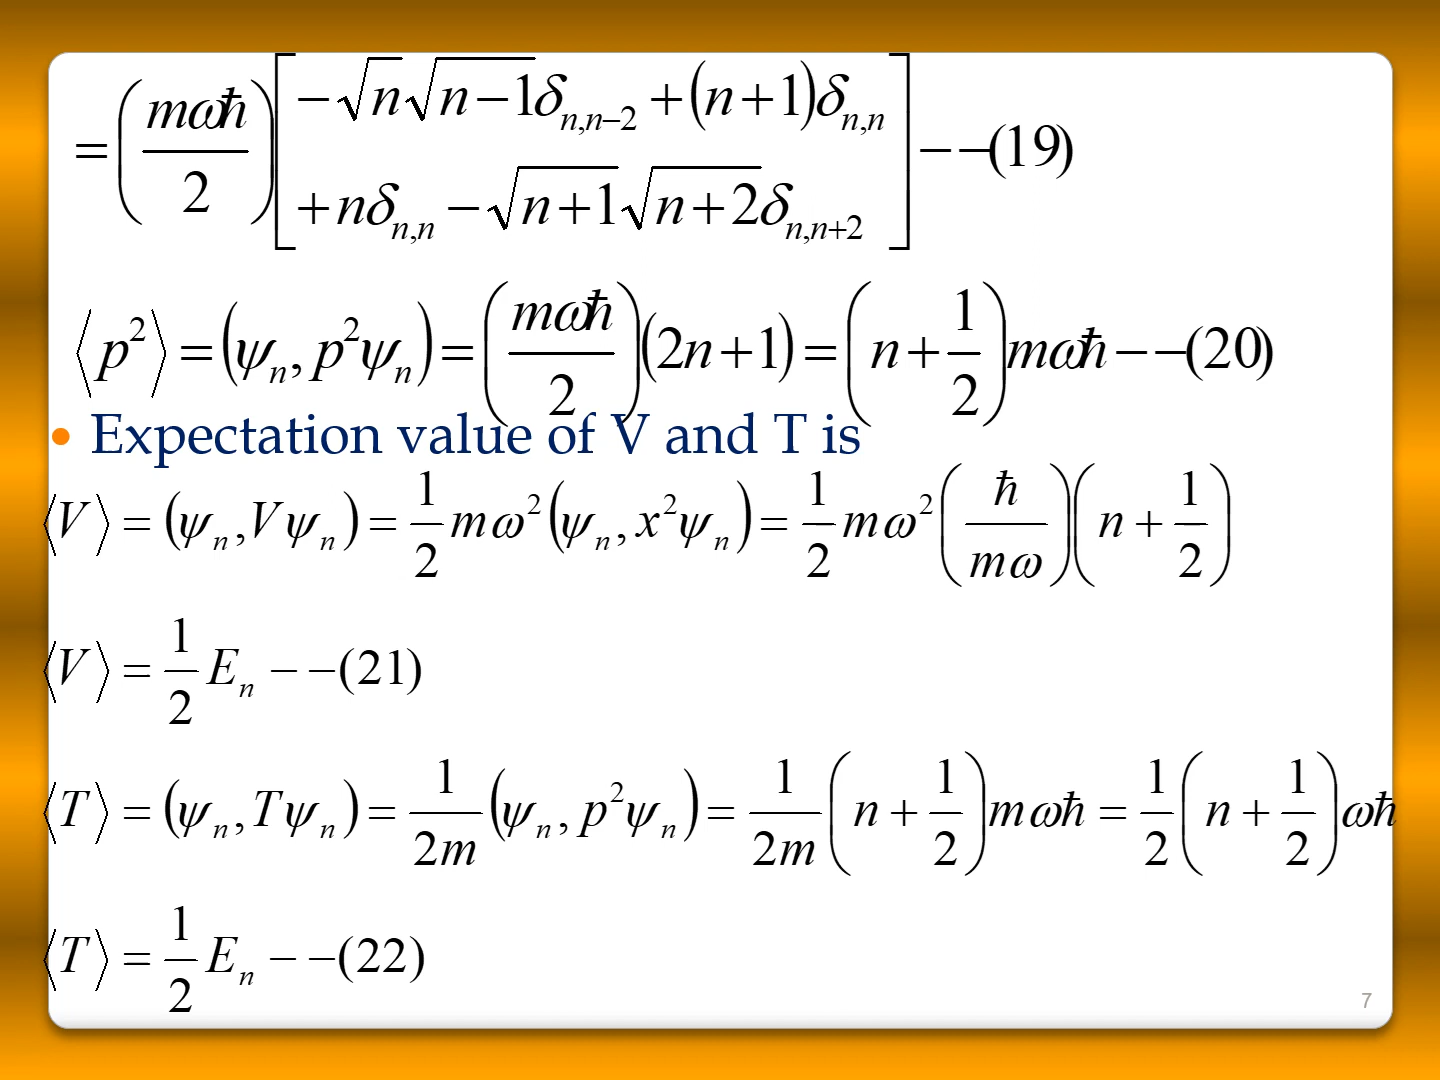 = (mωħ/2) [ − √n √n−1 δ_{n,n−2} + (n+1) δ_{n,n}
+ n δ_{n,n} − √n+1 √n+2 δ_{n,n+2} ] − −(19)
⟨p²⟩ = (ψ_n, p²ψ_n) = (mωħ/2)(2n+1) = (n + 1/2) mωħ − −(20)
• Expectation value of V and T is
⟨V⟩ = (ψ_n, Vψ_n) = 1/2 mω² (ψ_n, x²ψ_n) = 1/2 mω² (ħ/mω)(n + 1/2)
⟨V⟩ = 1/2 E_n − −(21)
⟨T⟩ = (ψ_n, Tψ_n) = 1/2m (ψ_n, p²ψ_n) = 1/2m (n + 1/2) mωħ = 1/2 (n + 1/2) ωħ
⟨T⟩ = 1/2 E_n − −(22)
7